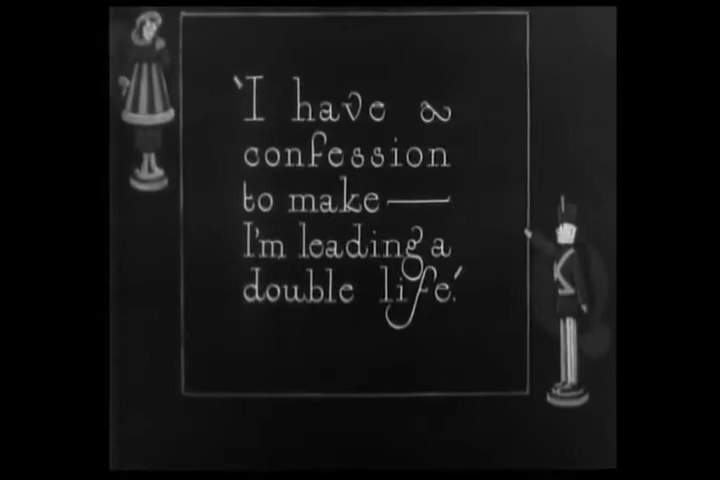 'I have a
confession
to make —
I'm leading a
double life.'